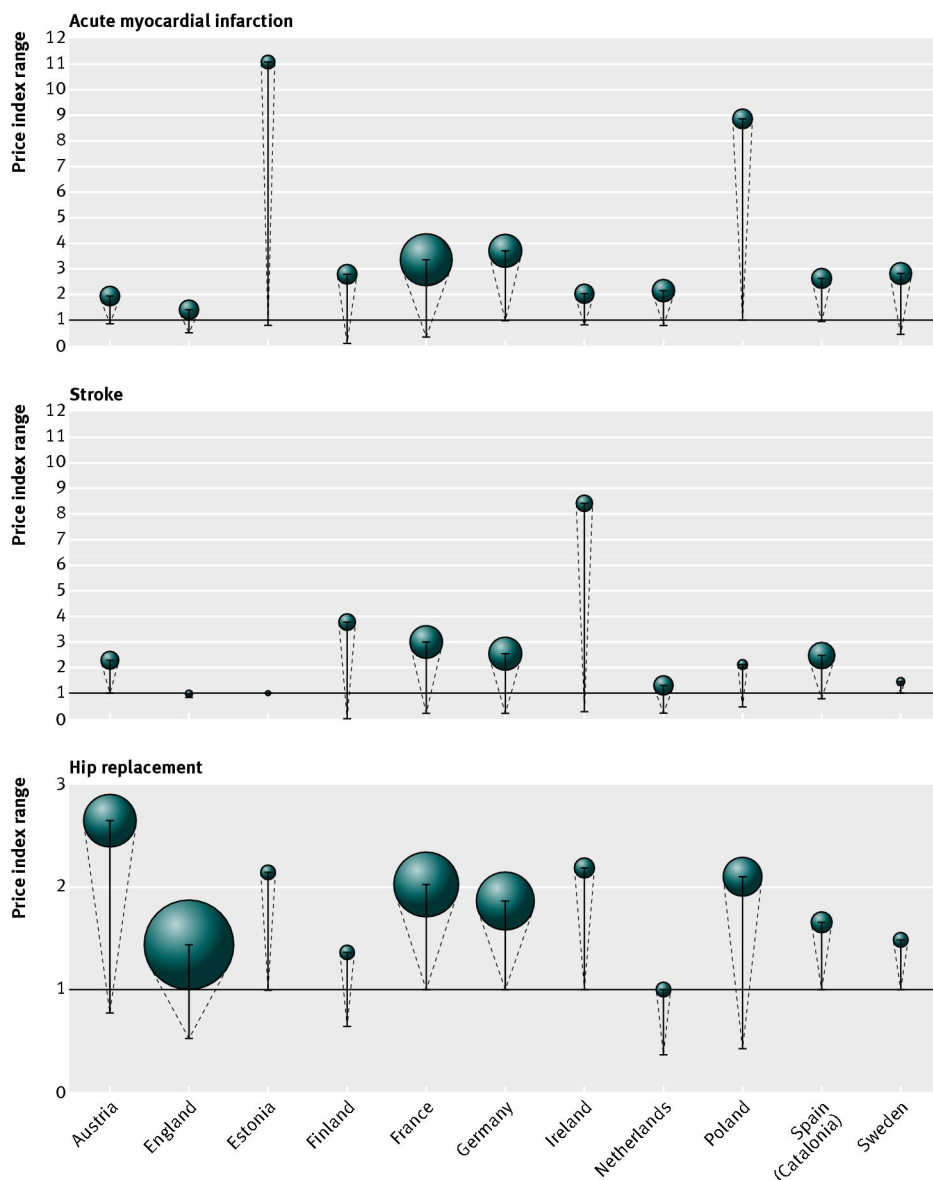 Acute myocardial infarction
Price index range
12
11
10
9
8
7
6
5
4
3
2
1
0
Stroke
Price index range
12
11
10
9
8
7
6
5
4
3
2
1
0
Hip replacement
Price index range
3
2
1
0
Austria
England
Estonia
Finland
France
Germany
Ireland
Netherlands
Poland
Spain
(Catalonia)
Sweden